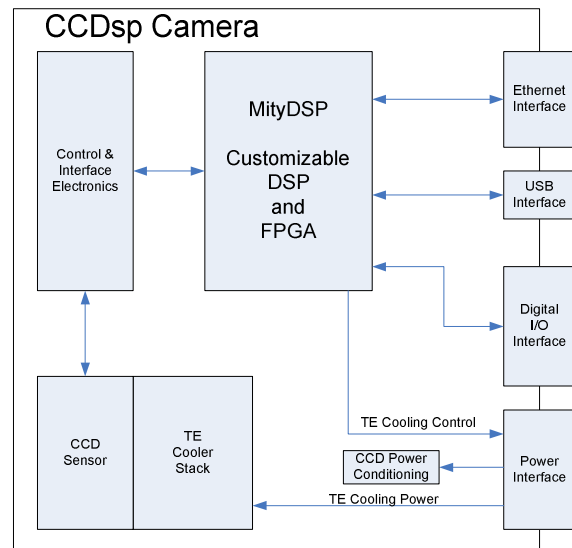 CCDsp Camera
Control &
Interface
Electronics
MityDSP
Customizable
DSP
and
FPGA
Ethernet
Interface
USB
Interface
Digital
I/O
Interface
CCD
Sensor
TE
Cooler
Stack
TE Cooling Control
CCD Power
Conditioning
TE Cooling Power
Power
Interface